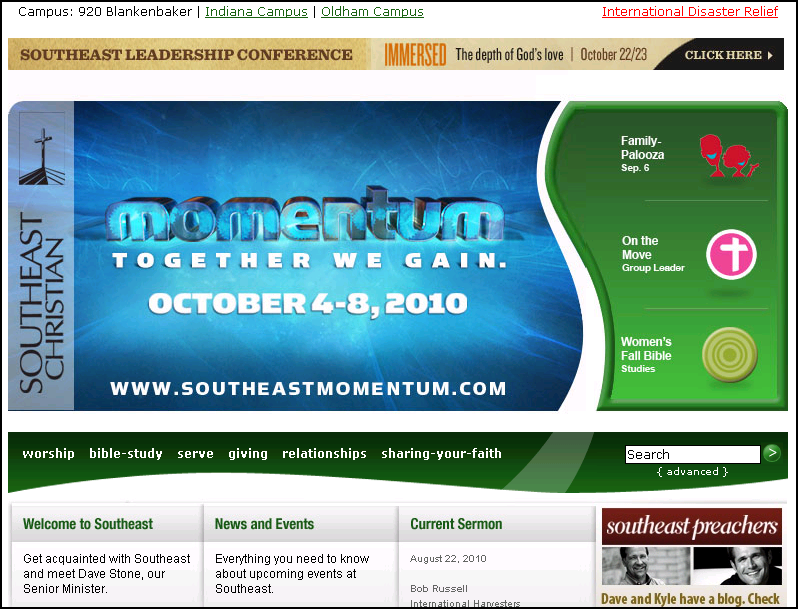 Campus: 920 Blankenbaker | Indiana Campus | Oldham Campus
International Disaster Relief
SOUTHEAST LEADERSHIP CONFERENCE
IMMERSED The depth of God's love | October 22/23
CLICK HERE
SOUTHEAST
CHRISTIAN
momentum
TOGETHER WE GAIN.
OCTOBER 4-8, 2010
WWW.SOUTHEASTMOMENTUM.COM
Family-
Palooza
Sep. 6
On the
Move
Group Leader
Women's
Fall Bible
Studies
worship bible-study serve giving relationships sharing-your-faith
Search >
{ advanced }
Welcome to Southeast
Get acquainted with Southeast
and meet Dave Stone, our
Senior Minister.
News and Events
Everything you need to know
about upcoming events at
Southeast.
Current Sermon
August 22, 2010
Bob Russell
International Harvesters
southeast preachers
Dave and Kyle have a blog. Check